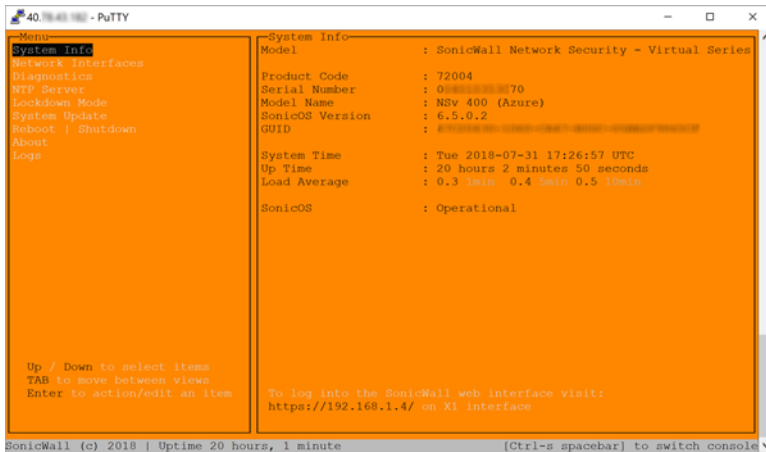 40. - PuTTY
Menu
System Info
Network Interfaces
Diagnostics
NTP Server
Lockdown Mode
System Update
Reboot | Shutdown
About
Logs
Up / Down to select items
TAB to move between views
Enter to action/edit an item
System Info
Model : SonicWall Network Security - Virtual Series
Product Code : 72004
Serial Number : 0 70
Model Name : NSv 400 (Azure)
SonicOS Version : 6.5.0.2
GUID :
System Time : Tue 2018-07-31 17:26:57 UTC
Up Time : 20 hours 2 minutes 50 seconds
Load Average : 0.3 1min 0.4 5min 0.5 10min
SonicOS : Operational
To log into the SonicWall web interface visit:
https://192.168.1.4/ on X1 interface
SonicWall (c) 2018 | Uptime 20 hours, 1 minute [Ctrl-s spacebar] to switch console